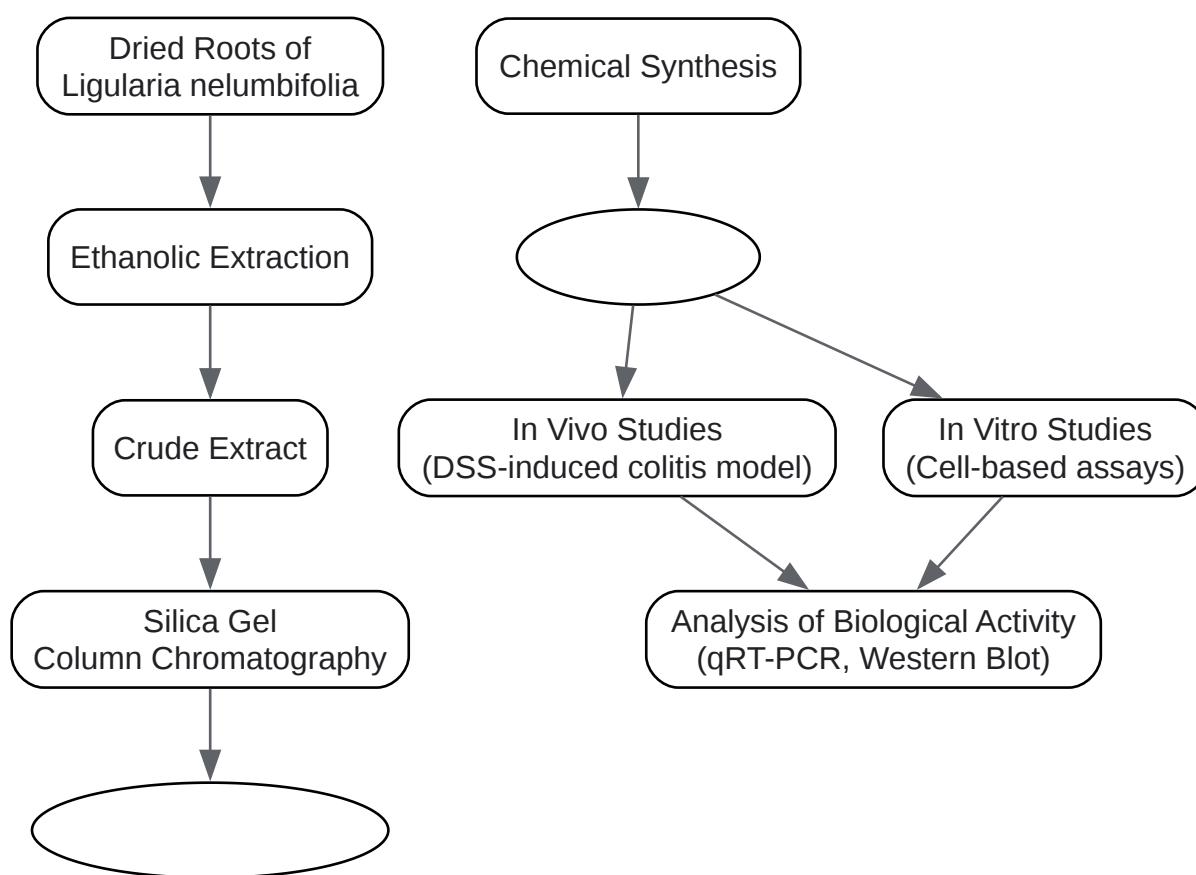 Dried Roots of
Ligularia nelumbifolia
Chemical Synthesis
Ethanolic Extraction
Crude Extract
In Vivo Studies
(DSS-induced colitis model)
In Vitro Studies
(Cell-based assays)
Silica Gel
Column Chromatography
Analysis of Biological Activity
(qRT-PCR, Western Blot)